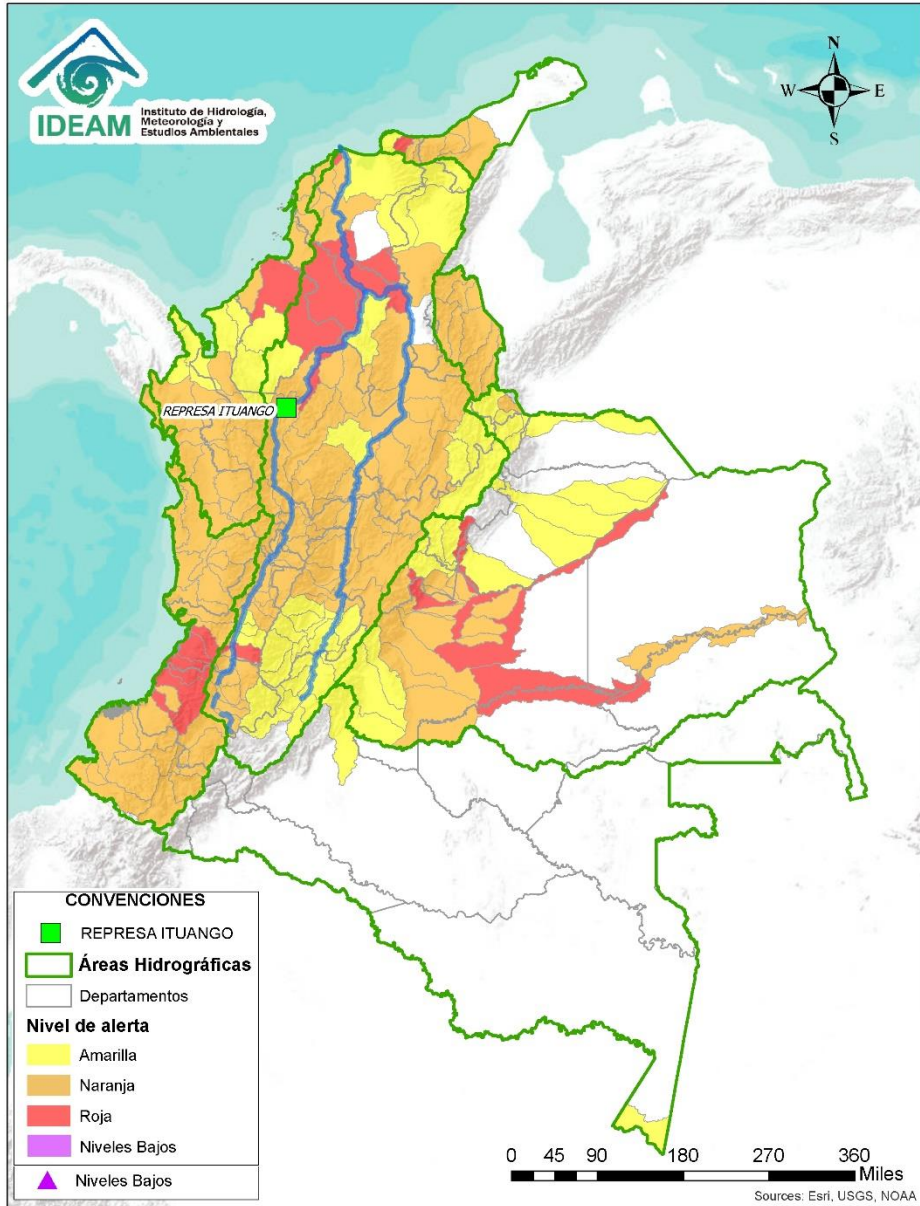 IDEAM
Instituto de Hidrología,
Meteorología y
Estudios Ambientales
N
W
E
S
REPRESA ITUANGO
CONVENCIONES
REPRESA ITUANGO
Áreas Hidrográficas
Departamentos
Nivel de alerta
Amarilla
Naranja
Roja
Niveles Bajos
Niveles Bajos
0 45 90 180 270 360
Miles
Sources: Esri, USGS, NOAA